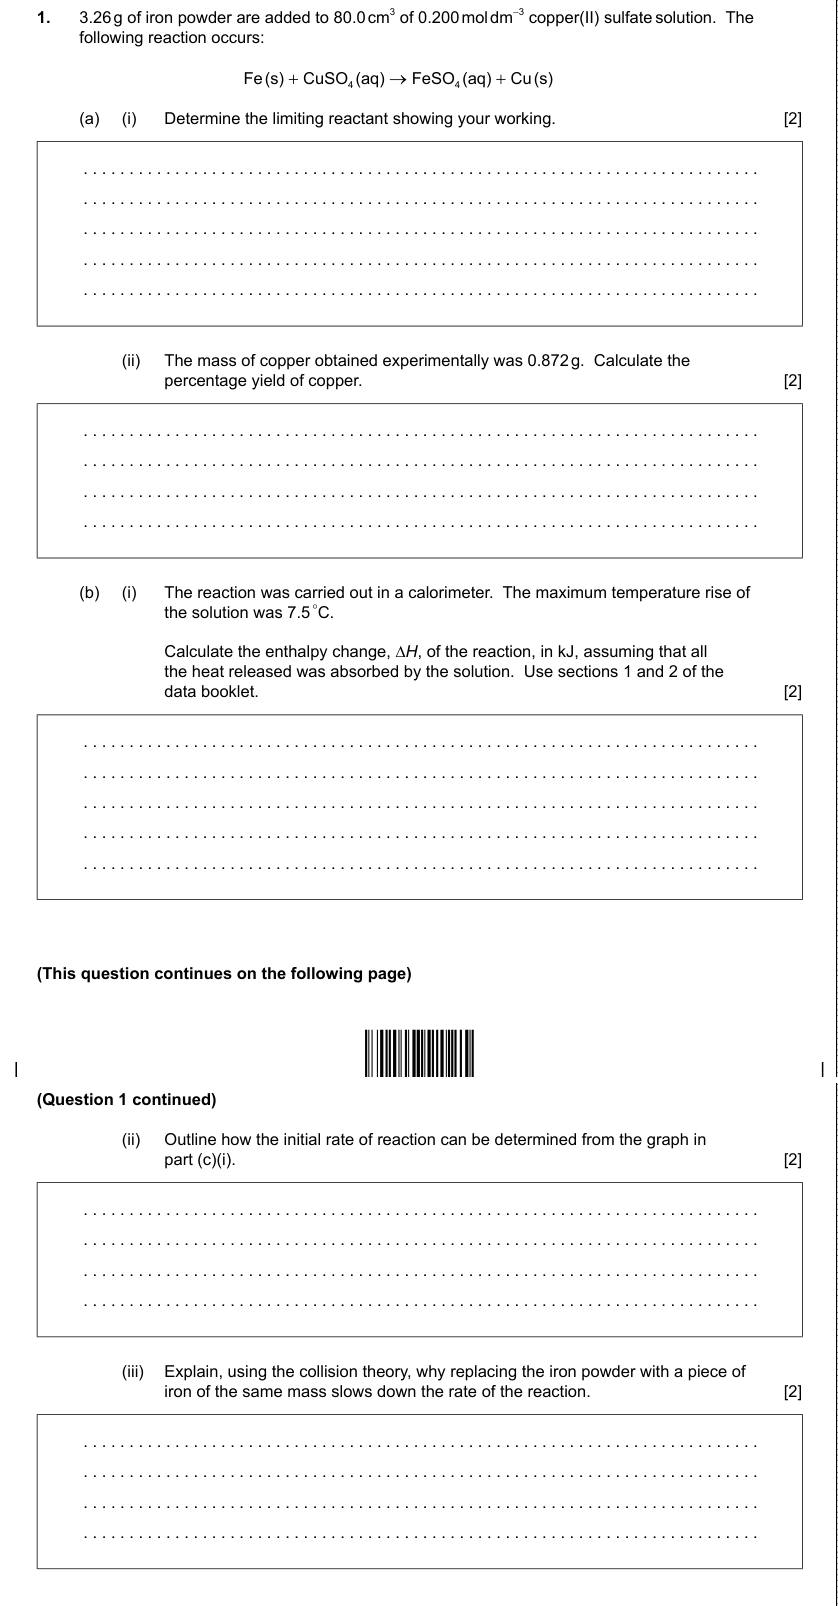 1. 3.26 g of iron powder are added to 80.0 cm³ of 0.200 mol dm⁻³ copper(II) sulfate solution. The
following reaction occurs:
Fe (s) + CuSO₄ (aq) → FeSO₄ (aq) + Cu (s)
(a) (i) Determine the limiting reactant showing your working. [2]
(ii) The mass of copper obtained experimentally was 0.872 g. Calculate the
percentage yield of copper. [2]
(b) (i) The reaction was carried out in a calorimeter. The maximum temperature rise of
the solution was 7.5 °C.
Calculate the enthalpy change, ΔH, of the reaction, in kJ, assuming that all
the heat released was absorbed by the solution. Use sections 1 and 2 of the
data booklet. [2]
(This question continues on the following page)
(Question 1 continued)
(ii) Outline how the initial rate of reaction can be determined from the graph in
part (c)(i). [2]
(iii) Explain, using the collision theory, why replacing the iron powder with a piece of
iron of the same mass slows down the rate of the reaction. [2]